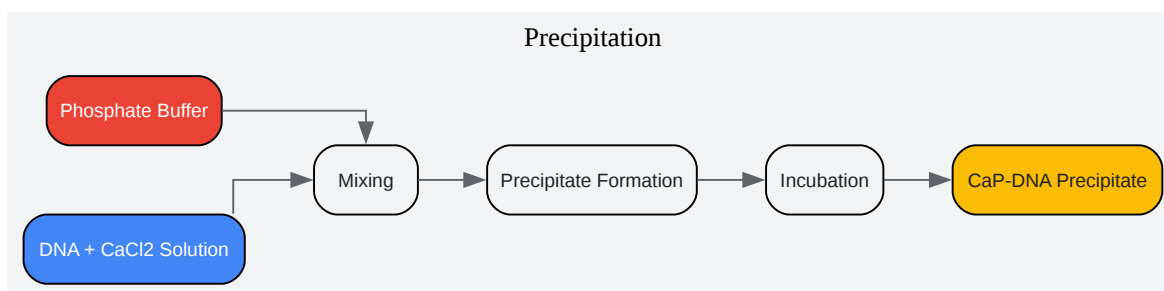 Precipitation
Phosphate Buffer
Mixing
Precipitate Formation
Incubation
CaP-DNA Precipitate
DNA + CaCl2 Solution